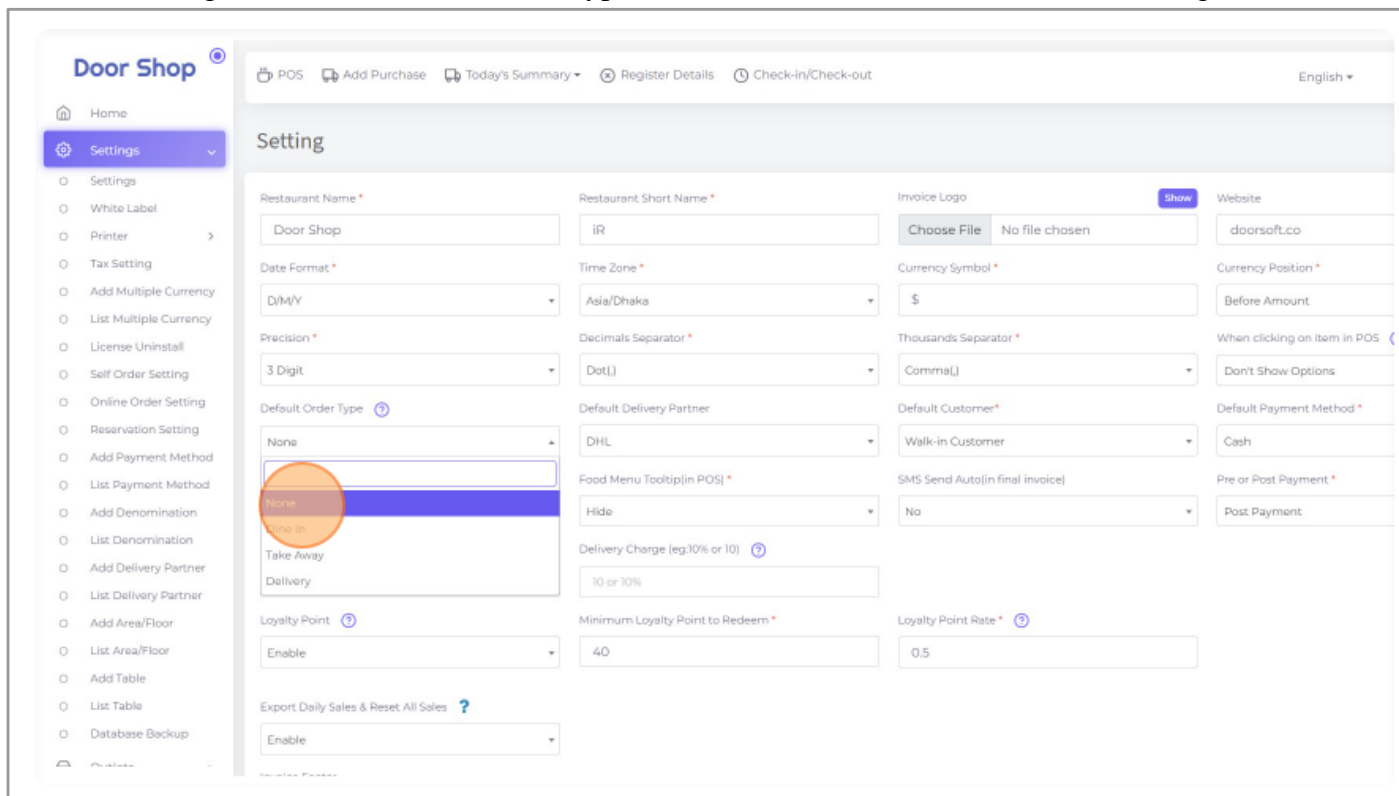 Door Shop
POS Add Purchase Today's Summary Register Details Check-in/Check-out English
Home
Settings
Settings
White Label
Printer
Tax Setting
Add Multiple Currency
List Multiple Currency
License Uninstall
Self Order Setting
Online Order Setting
Reservation Setting
Add Payment Method
List Payment Method
Add Denomination
List Denomination
Add Delivery Partner
List Delivery Partner
Add Area/Floor
List Area/Floor
Add Table
List Table
Database Backup
Setting
Restaurant Name * Restaurant Short Name * Invoice Logo Show Website
Door Shop iR Choose File No file chosen doorsoft.co
Date Format * Time Zone * Currency Symbol * Currency Position *
D/M/Y Asia/Dhaka $ Before Amount
Precision * Decimals Separator * Thousands Separator * When clicking on item in POS
3 Digit Dot(.) Comma(,) Don't Show Options
Default Order Type ? Default Delivery Partner Default Customer* Default Payment Method *
None DHL Walk-in Customer Cash
Food Menu Tooltip(in POS) * SMS Send Auto(in final invoice) Pre or Post Payment *
None Hide No Post Payment
Dine In
Take Away Delivery Charge (eg:10% or 10) ?
Delivery 10 or 10%
Loyalty Point ? Minimum Loyalty Point to Redeem * Loyalty Point Rate * ?
Enable 40 0.5
Export Daily Sales & Reset All Sales ?
Enable